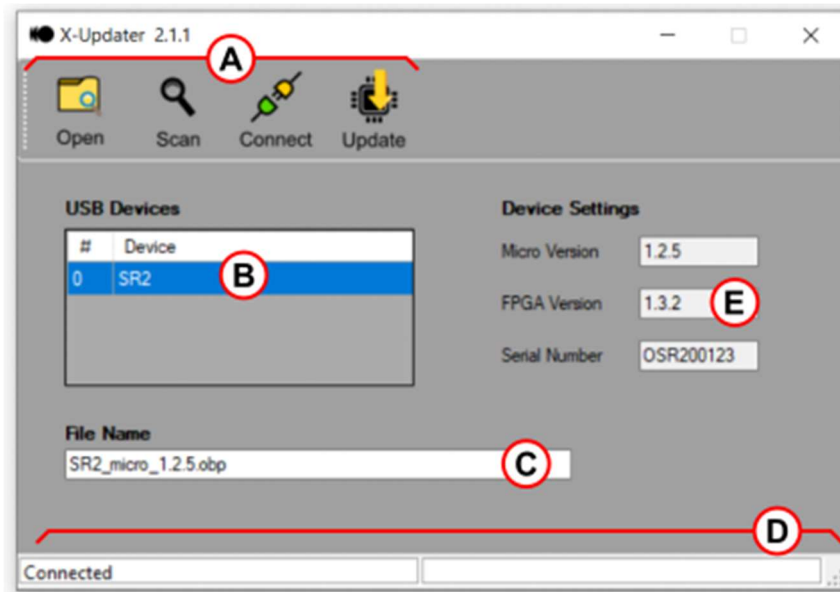 X-Updater 2.1.1
A
Open Scan Connect Update
USB Devices
# Device
0 SR2
B
Device Settings
Micro Version 1.2.5
FPGA Version 1.3.2
E
Serial Number OSR200123
File Name
SR2_micro_1.2.5.obp
C
D
Connected